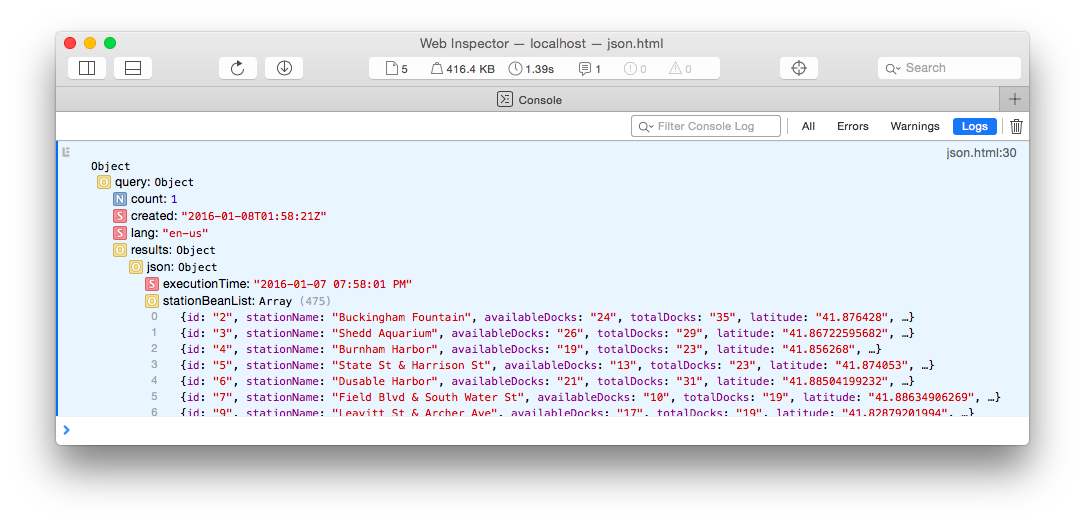 Web Inspector — localhost — json.html
5 416.4 KB 1.39s 1 0 0 Search
Console
Filter Console Log All Errors Warnings Logs
json.html:30
Object
O query: Object
N count: 1
S created: "2016-01-08T01:58:21Z"
S lang: "en-us"
O results: Object
O json: Object
S executionTime: "2016-01-07 07:58:01 PM"
O stationBeanList: Array (475)
0 {id: "2", stationName: "Buckingham Fountain", availableDocks: "24", totalDocks: "35", latitude: "41.876428", …}
1 {id: "3", stationName: "Shedd Aquarium", availableDocks: "26", totalDocks: "29", latitude: "41.86722595682", …}
2 {id: "4", stationName: "Burnham Harbor", availableDocks: "19", totalDocks: "23", latitude: "41.856268", …}
3 {id: "5", stationName: "State St & Harrison St", availableDocks: "13", totalDocks: "23", latitude: "41.874053", …}
4 {id: "6", stationName: "Dusable Harbor", availableDocks: "21", totalDocks: "31", latitude: "41.88504199232", …}
5 {id: "7", stationName: "Field Blvd & South Water St", availableDocks: "10", totalDocks: "19", latitude: "41.88634906269", …}
6 {id: "9", stationName: "Leavitt St & Archer Ave", availableDocks: "17", totalDocks: "19", latitude: "41.82879201994", …}